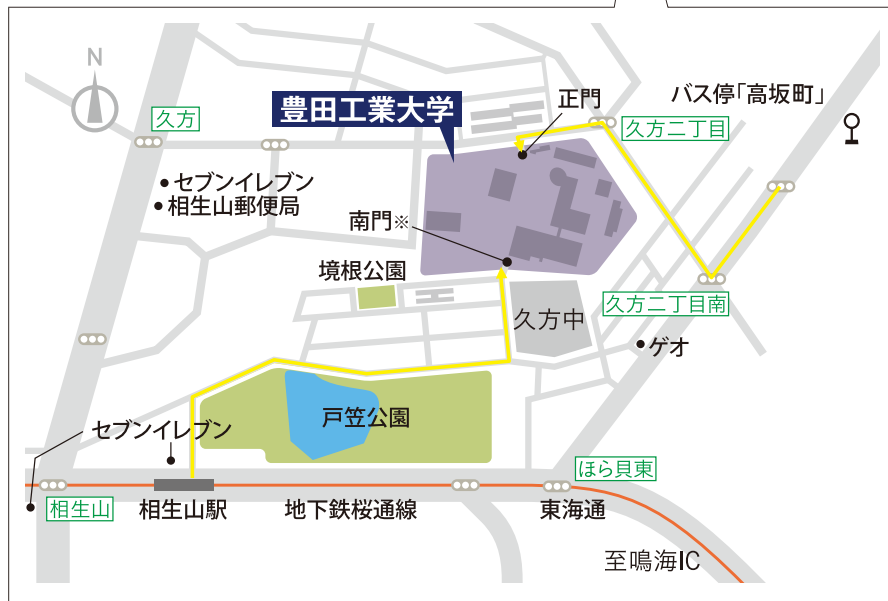 N
久方
豊田工業大学
正門
バス停「高坂町」
久方二丁目
セブンイレブン
相生山郵便局
南門※
境根公園
久方二丁目南
久方中
ゲオ
戸笠公園
セブンイレブン
ほら貝東
相生山
相生山駅
地下鉄桜通線
東海通
至鳴海IC